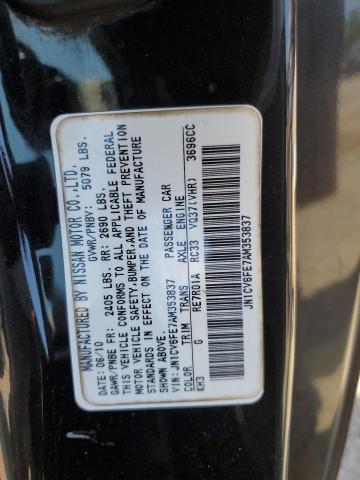 MANUFACTURED BY NISSAN MOTOR CO.,LTD.
GVWR/PNBV: 5079 LBS.
DATE: 06/10
GAWR/PNBE FR: 2405 LBS. RR: 2690 LBS.
THIS VEHICLE CONFORMS TO ALL APPLICABLE FEDERAL
MOTOR VEHICLE SAFETY,BUMPER,AND THEFT PREVENTION
STANDARDS IN EFFECT ON THE DATE OF MANUFACTURE
SHOWN ABOVE.
VIN: JN1CV6FE7AM353837 PASSENGER CAR
COLOR TRIM TRANS AXLE ENGINE
KH3 G RE7R01A RC33 VQ37(VHR) 3696CC
JN1CV6FE7AM353837